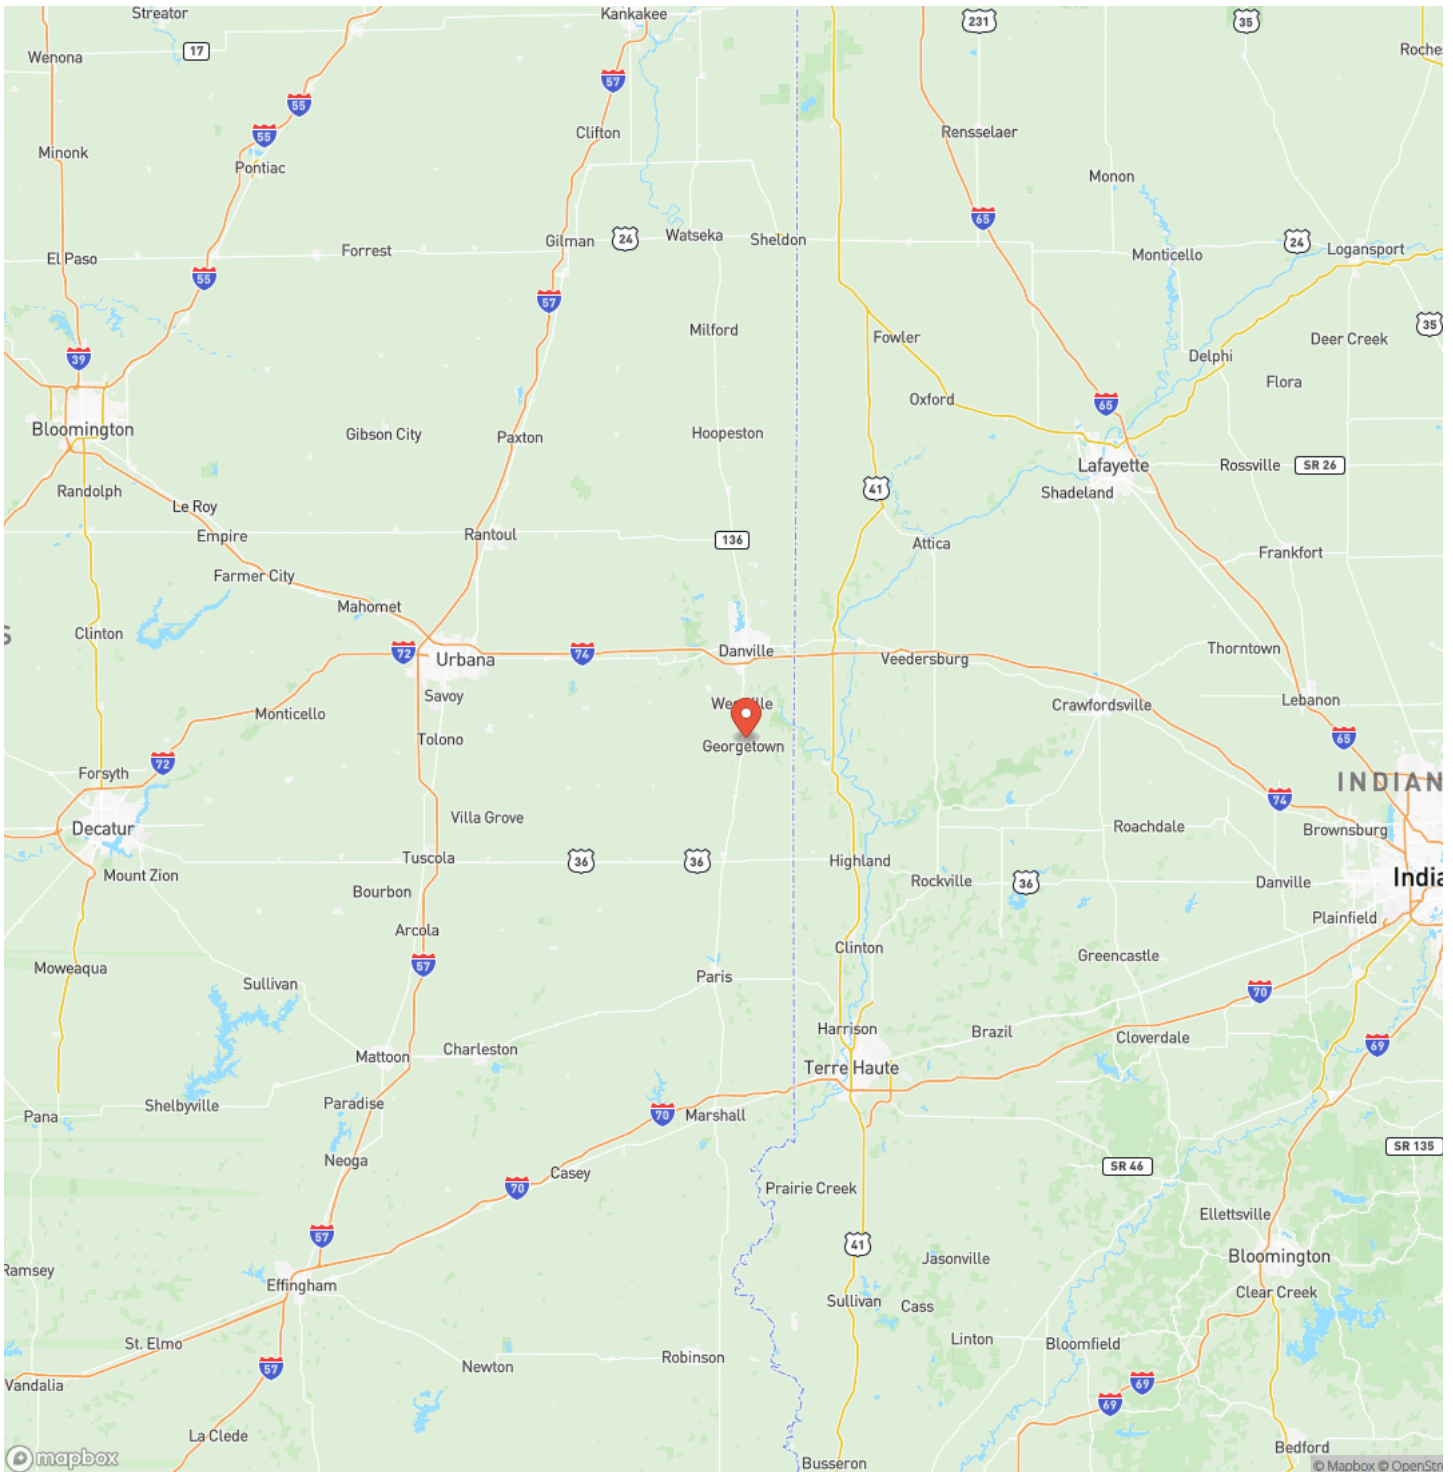 Streator
Kankakee
231
35
17
Wenona
Roche
57
55
Clifton
Rensselaer
55
Minonk
Pontiac
Monon
65
Gilman
24
Watseka
Sheldon
24
Logansport
Forrest
Monticello
El Paso
55
57
35
Milford
Fowler
Deer Creek
39
Delphi
Flora
Oxford
65
Bloomington
Gibson City
Paxton
Hoopeston
Lafayette
Rossville
SR 26
Randolph
41
Shadeland
Le Roy
Empire
Rantoul
136
Attica
Frankfort
Farmer City
Mahomet
Clinton
S
72
Urbana
74
Danville
Veedersburg
Thorntown
Savoy
Lebanon
Crawfordsville
Monticello
Tolono
Georgetown
65
72
Forsyth
INDIAN
74
Villa Grove
Roachdale
Brownsburg
Decatur
Tuscola
36
36
Highland
Mount Zion
Rockville
36
Danville
India
Bourbon
Plainfield
Arcola
Clinton
Greencastle
57
Moweaqua
Sullivan
Paris
70
Harrison
Brazil
Cloverdale
69
Mattoon
Charleston
Terre Haute
Shelbyville
Paradise
70
Marshall
Pana
SR 135
Neoga
Casey
SR 46
70
Prairie Creek
Ellettsville
57
41
Jasonville
Bloomington
Ramsey
Effingham
Clear Creek
Sullivan
Cass
St. Elmo
Linton
Bloomfield
57
Newton
Robinson
Vandalia
69
69
La Clede
Bedford
mapbox
Busseron
© Mapbox © OpenStr